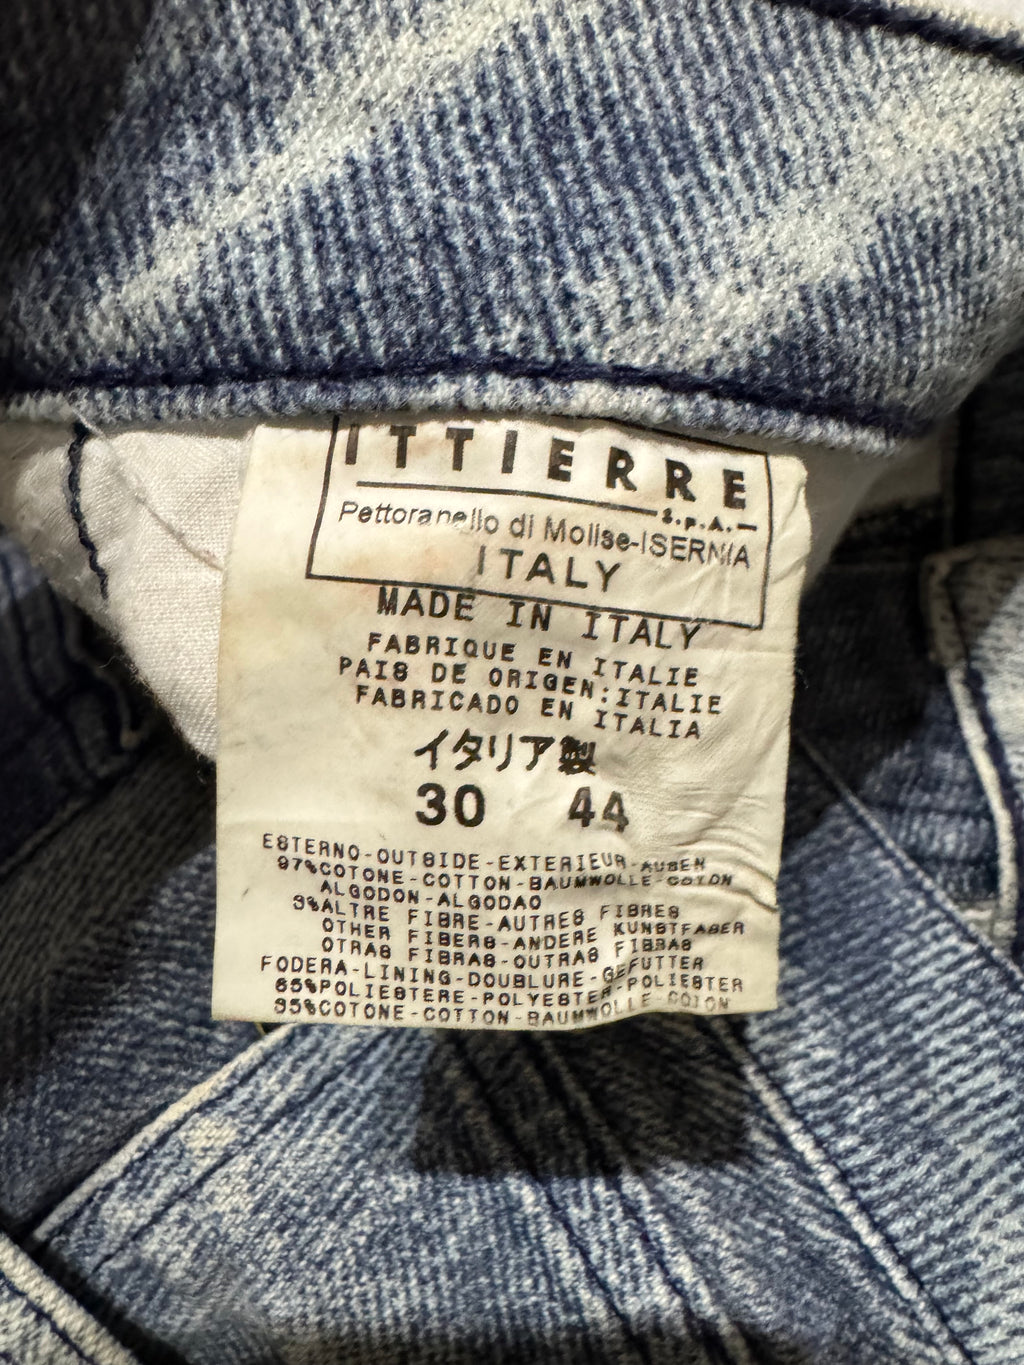 ITTIERRE
S.p.A.
Pettoranello di Molise-ISERNIA
ITALY
MADE IN ITALY
FABRIQUE EN ITALIE
PAIS DE ORIGEN:ITALIE
FABRICADO EN ITALIA
イタリア製
30 44
ESTERNO-OUTSIDE-EXTERIEUR-AUSEN
97%COTONE-COTTON-BAUMWOLLE-COTON
ALGODON-ALGODAO
3%ALTRE FIBRE-AUTRES FIBRES
OTHER FIBERS-ANDERE KUNSTFASER
OTRAS FIBRAS-OUTRAS FIBRAS
FODERA-LINING-DOUBLURE-GEFUTTER
65%POLIESTERE-POLYESTER-POLIESTER
35%COTONE-COTTON-BAUMWOLLE-COTON